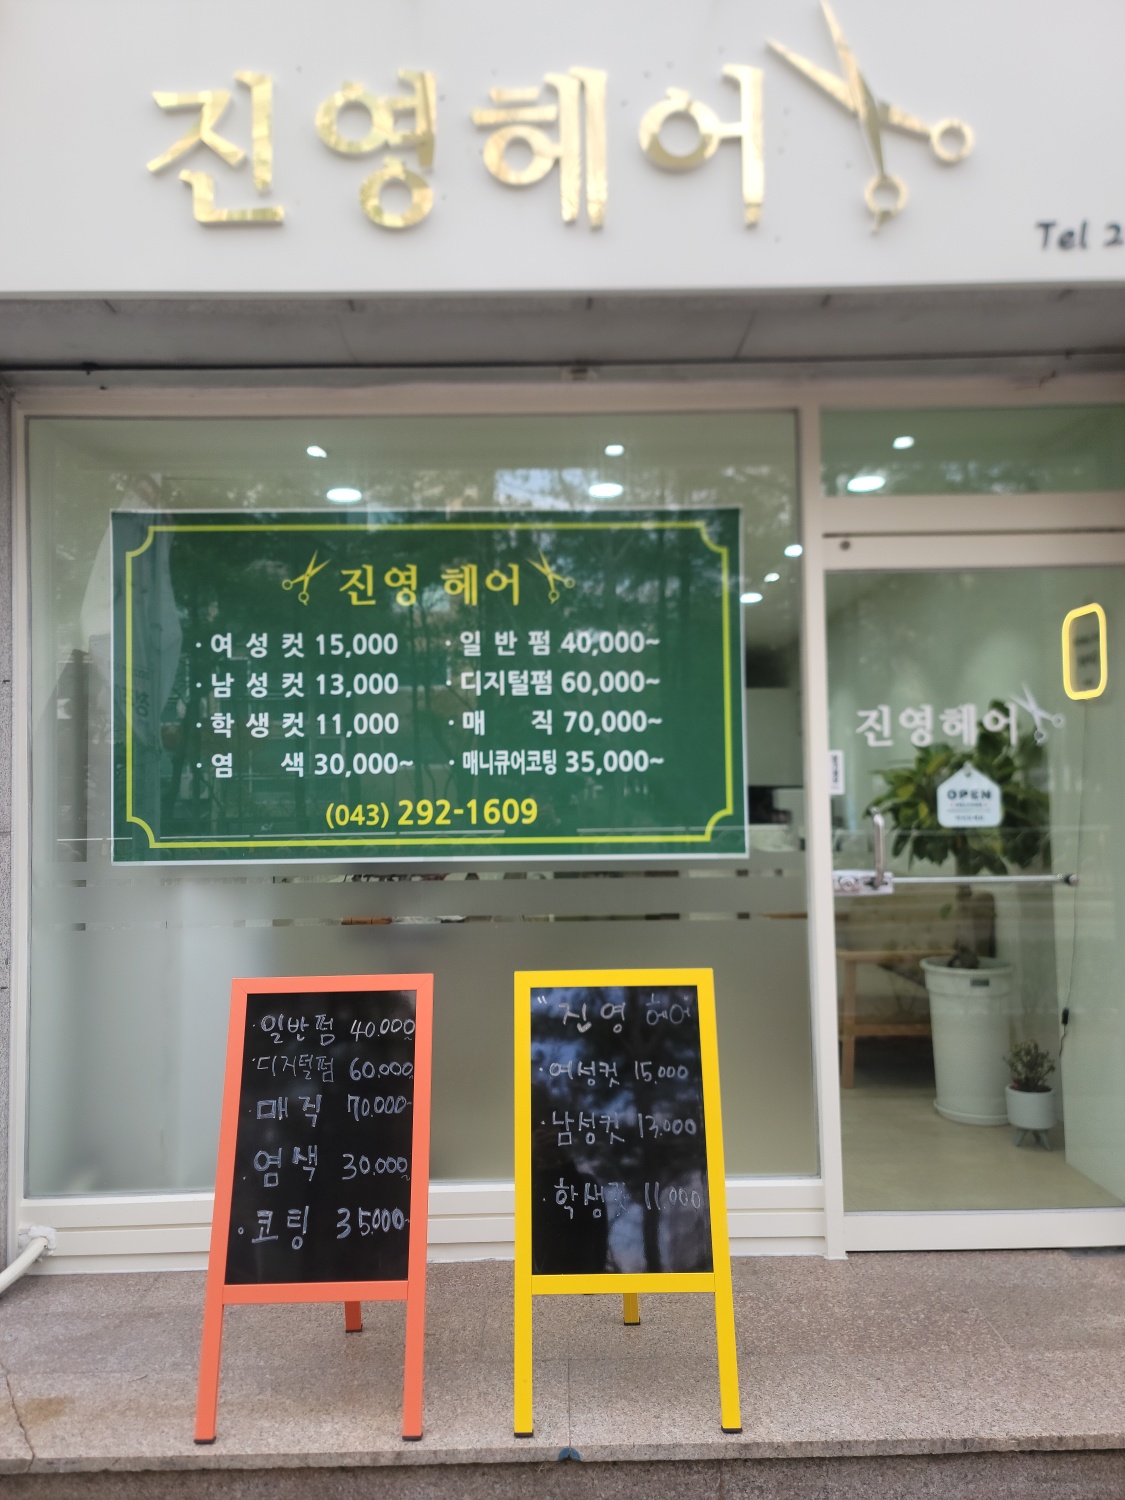 진영헤어
Tel 2
진영 헤어
· 여성컷 15,000
· 남성컷 13,000
· 학생컷 11,000
· 염 색 30,000~
· 일반펌 40,000~
· 디지털펌 60,000~
· 매 직 70,000~
· 매니큐어코팅 35,000~
(043) 292-1609
진영헤어
OPEN
· 일반펌 40.000~
· 디지털펌 60.000~
· 매직 70.000~
· 염색 30.000~
· 코팅 35000~
" 진영 헤어 "
· 여성컷 15.000
· 남성컷 13.000
· 학생컷 11.000